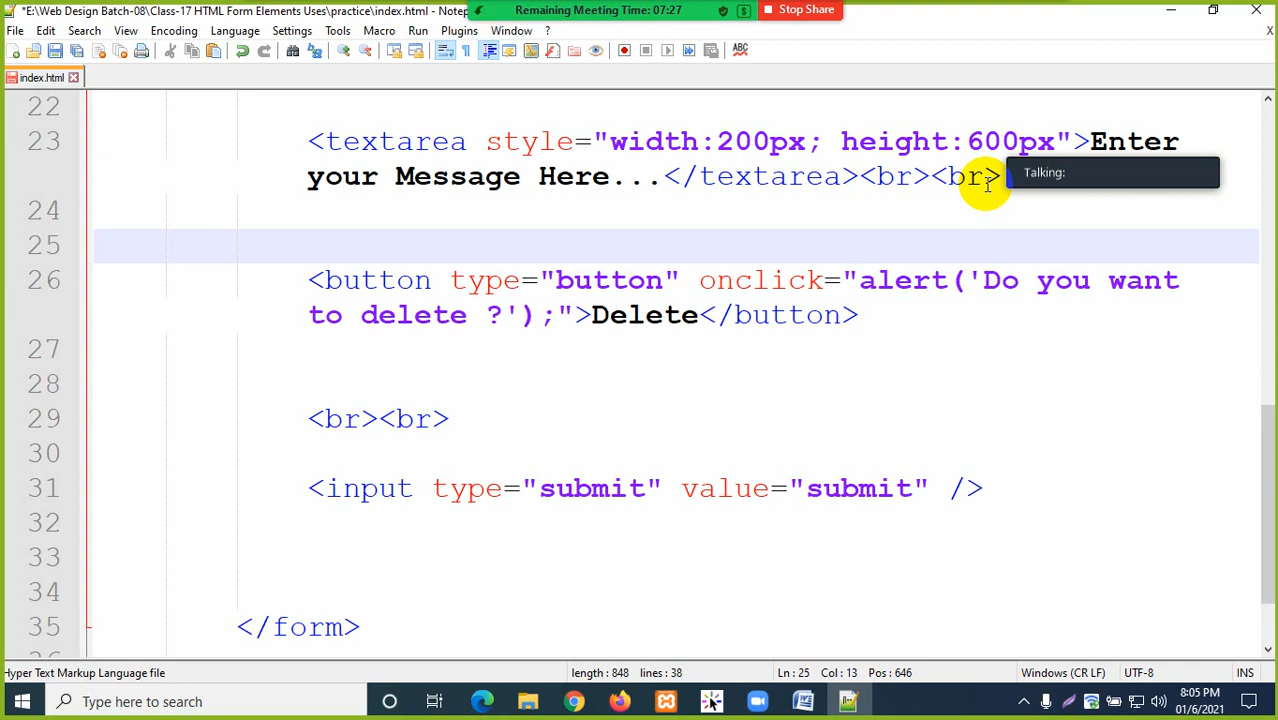 *E:\Web Design Batch-08\Class-17 HTML Form Elements Uses\practice\index.html - Notep
Remaining Meeting Time: 07:27
$
Stop Share
File Edit Search View Encoding Language Settings Tools Macro Run Plugins Window ?
X
ABC
index.html
22
23 <textarea style="width:200px; height:600px">Enter
your Message Here...</textarea><br><br>
Talking:
24
25
26 <button type="button" onclick="alert('Do you want
to delete ?');">Delete</button>
27
28
29 <br><br>
30
31 <input type="submit" value="submit" />
32
33
34
35 </form>
Hyper Text Markup Language file
length : 848 lines : 38
Ln : 25 Col : 13 Pos : 646
Windows (CR LF)
UTF-8
INS
Type here to search
8:05 PM
01/6/2021